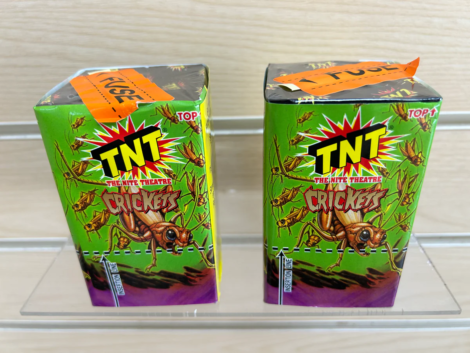 FUSE
TOP
TNT
THE NITE THEATRE
CRICKETS
FUSE
TOP↑
TNT
THE NITE THEATRE
CRICKETS